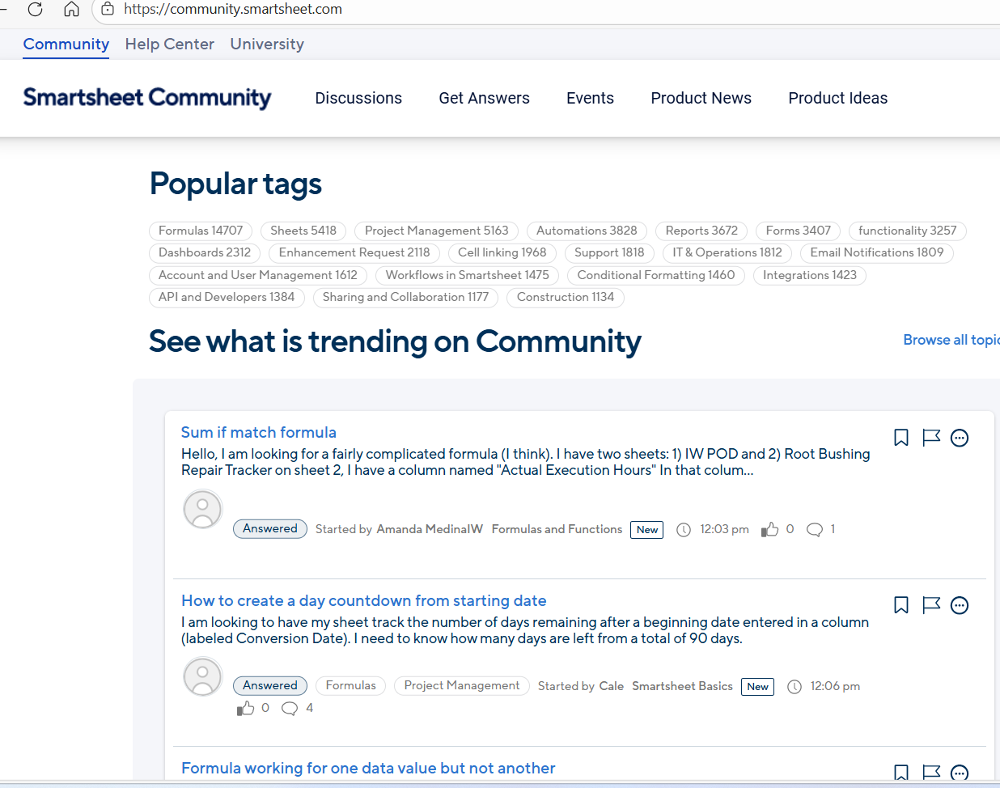 https://community.smartsheet.com
Community Help Center University
Smartsheet Community Discussions Get Answers Events Product News Product Ideas
Popular tags
Formulas 14707 Sheets 5418 Project Management 5163 Automations 3828 Reports 3672 Forms 3407 functionality 3257
Dashboards 2312 Enhancement Request 2118 Cell linking 1968 Support 1818 IT & Operations 1812 Email Notifications 1809
Account and User Management 1612 Workflows in Smartsheet 1475 Conditional Formatting 1460 Integrations 1423
API and Developers 1384 Sharing and Collaboration 1177 Construction 1134
See what is trending on Community Browse all topic
Sum if match formula
Hello, I am looking for a fairly complicated formula (I think). I have two sheets: 1) IW POD and 2) Root Bushing
Repair Tracker on sheet 2, I have a column named "Actual Execution Hours" In that colum...
Answered Started by Amanda MedinaIW Formulas and Functions New 12:03 pm 0 1
How to create a day countdown from starting date
I am looking to have my sheet track the number of days remaining after a beginning date entered in a column
(labeled Conversion Date). I need to know how many days are left from a total of 90 days.
Answered Formulas Project Management Started by Cale Smartsheet Basics New 12:06 pm
0 4
Formula working for one data value but not another